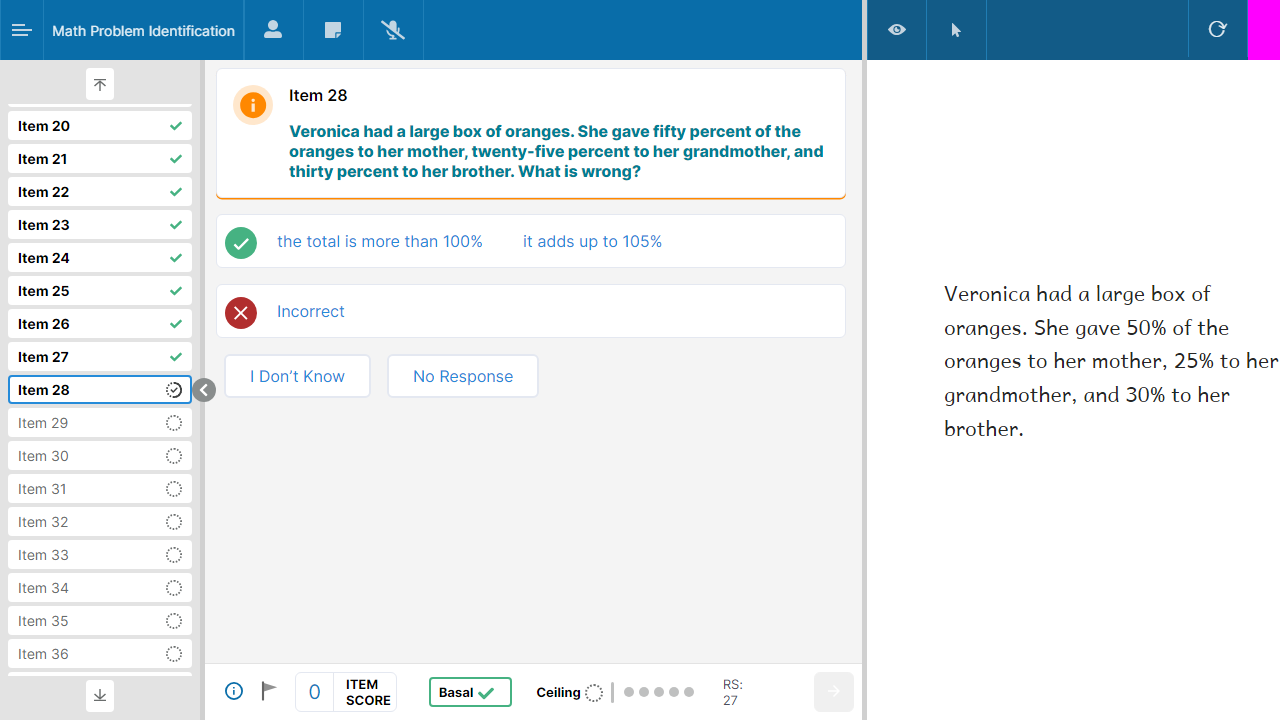 Math Problem Identification
Item 20
Item 21
Item 22
Item 23
Item 24
Item 25
Item 26
Item 27
Item 28
Item 29
Item 30
Item 31
Item 32
Item 33
Item 34
Item 35
Item 36
Item 28
Veronica had a large box of oranges. She gave fifty percent of the
oranges to her mother, twenty-five percent to her grandmother, and
thirty percent to her brother. What is wrong?
the total is more than 100% it adds up to 105%
Incorrect
I Don’t Know No Response
0 ITEM SCORE Basal Ceiling RS: 27
Veronica had a large box of
oranges. She gave 50% of the
oranges to her mother, 25% to her
grandmother, and 30% to her
brother.